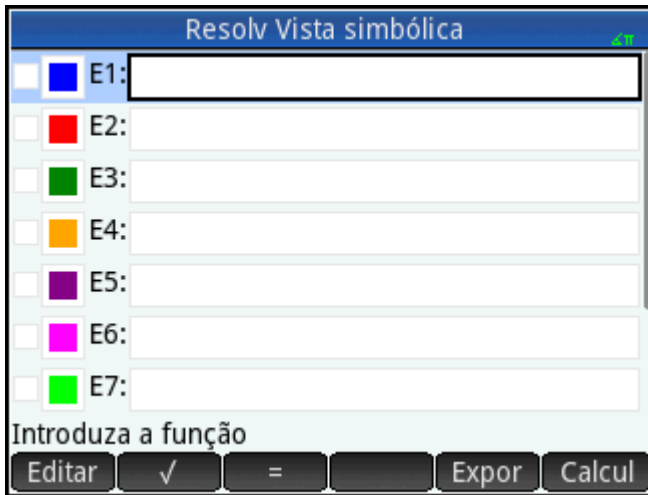 Resolv Vista simbólica
∡π
E1:
E2:
E3:
E4:
E5:
E6:
E7:
Introduza a função
Editar √ = Expor Calcul